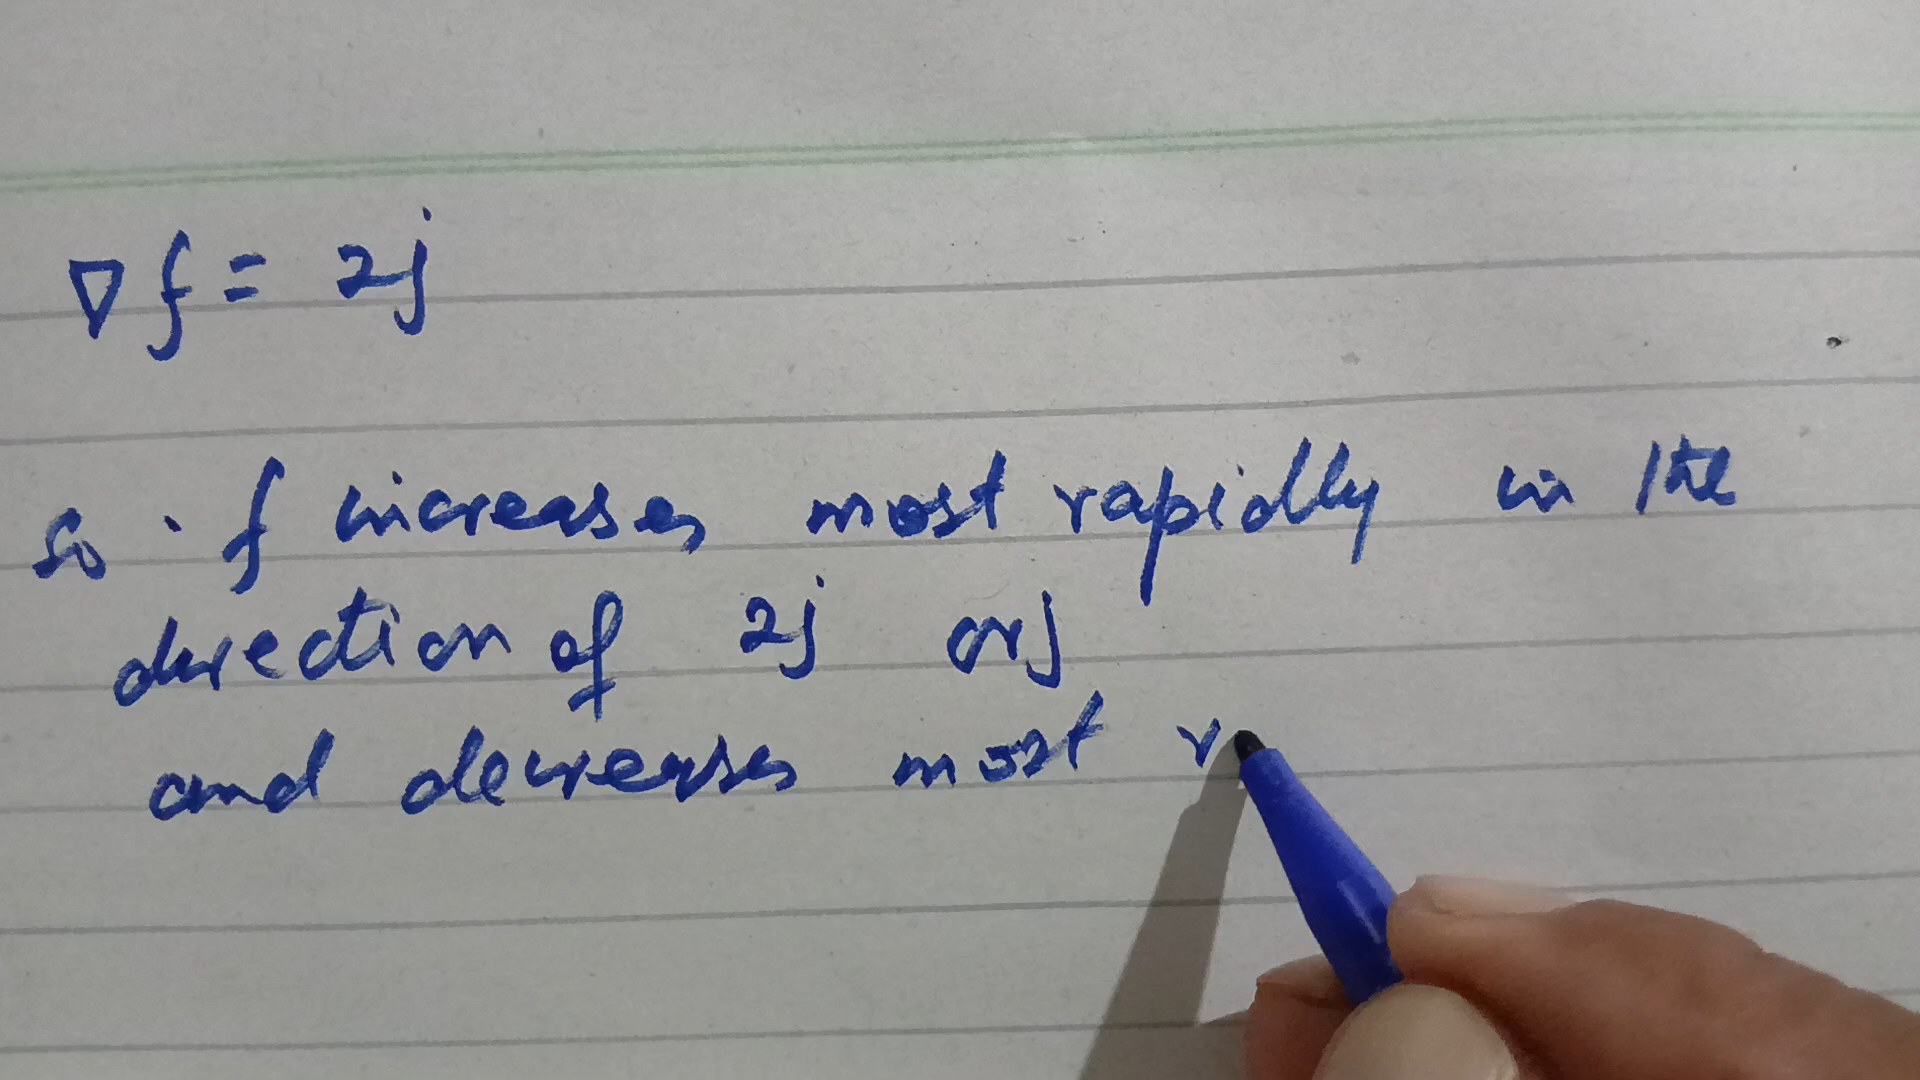 ∇f = 2j
so f increases most rapidly in the
direction of 2j or j
and decreases most r